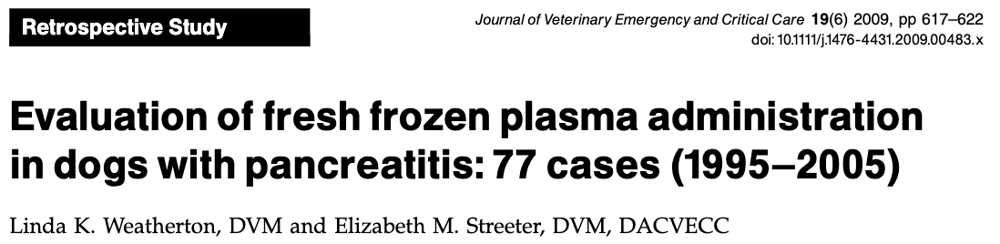 Retrospective Study
Journal of Veterinary Emergency and Critical Care 19(6) 2009, pp 617–622
doi: 10.1111/j.1476-4431.2009.00483.x
Evaluation of fresh frozen plasma administration
in dogs with pancreatitis: 77 cases (1995–2005)
Linda K. Weatherton, DVM and Elizabeth M. Streeter, DVM, DACVECC